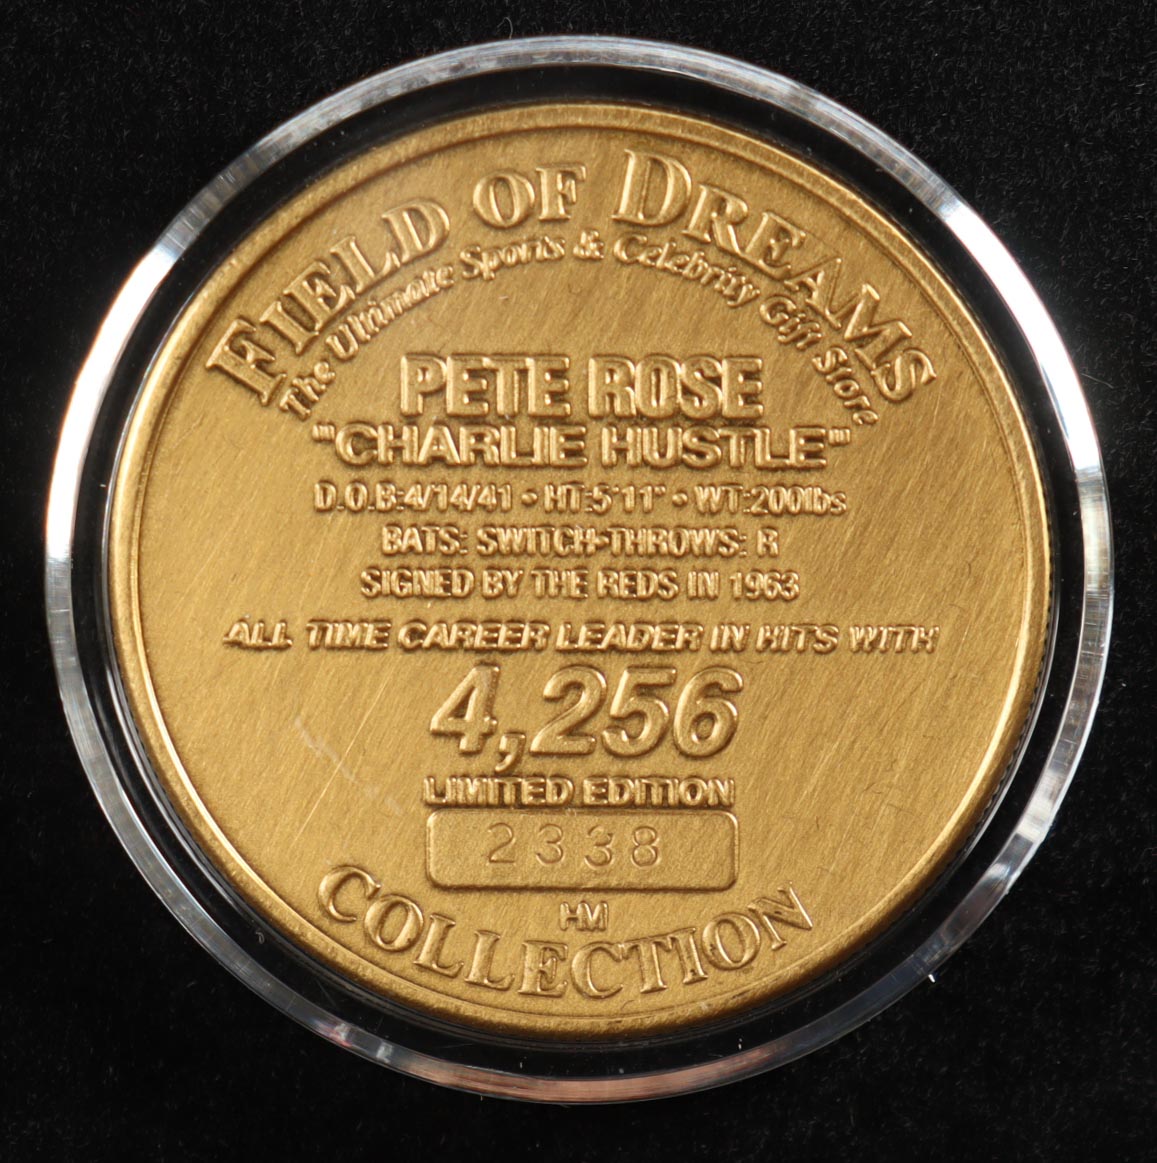 FIELD OF DREAMS
The Ultimate Sports & Celebrity Gift Store
PETE ROSE
"CHARLIE HUSTLE"
D.O.B:4/14/41 • HT:5'11" • WT:200lbs
BATS: SWITCH•THROWS: R
SIGNED BY THE REDS IN 1963
ALL TIME CAREER LEADER IN HITS WITH
4,256
LIMITED EDITION
2338
HM
COLLECTION